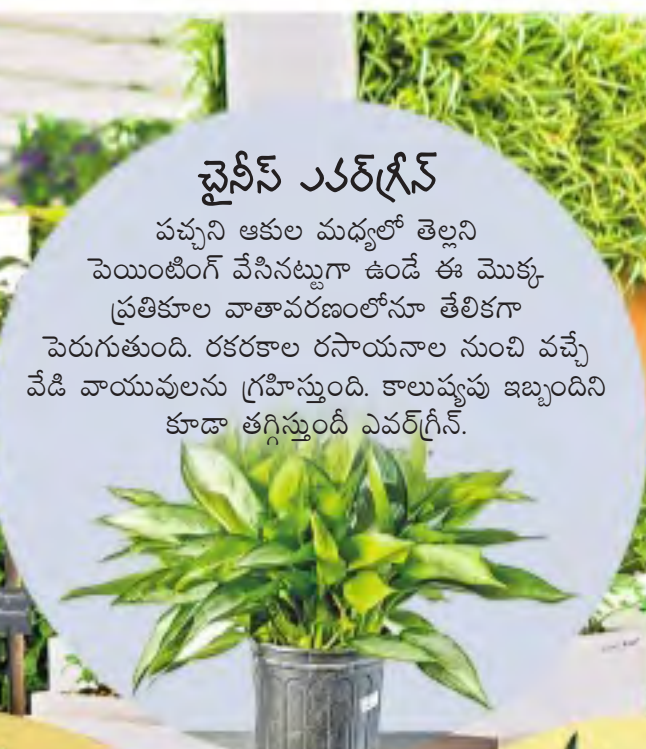 చైనీస్ ఎవర్‌గ్రీన్
పచ్చని ఆకుల మధ్యలో తెల్లని
పెయింటింగ్ వేసినట్టుగా ఉండే ఈ మొక్క
ప్రతికూల వాతావరణంలోనూ తేలికగా
పెరుగుతుంది. రకరకాల రసాయనాల నుంచి వచ్చే
వేడి వాయువులను గ్రహిస్తుంది. కాలుష్యపు ఇబ్బందిని
కూడా తగ్గిస్తుందీ ఎవర్‌గ్రీన్.